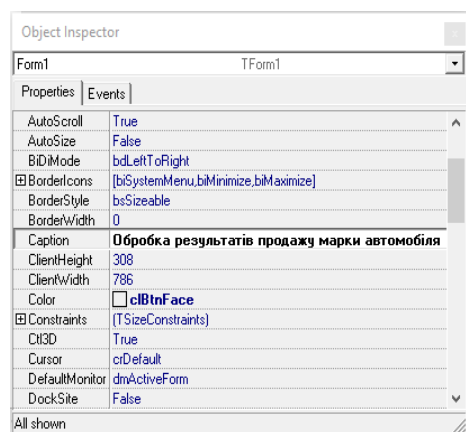 Object Inspector
Form1 TForm1
Properties Events
AutoScroll True
AutoSize False
BiDiMode bdLeftToRight
BorderIcons [biSystemMenu,biMinimize,biMaximize]
BorderStyle bsSizeable
BorderWidth 0
Caption Обробка результатів продажу марки автомобіля
ClientHeight 308
ClientWidth 786
Color clBtnFace
Constraints (TSizeConstraints)
Ctl3D True
Cursor crDefault
DefaultMonitor dmActiveForm
DockSite False
All shown